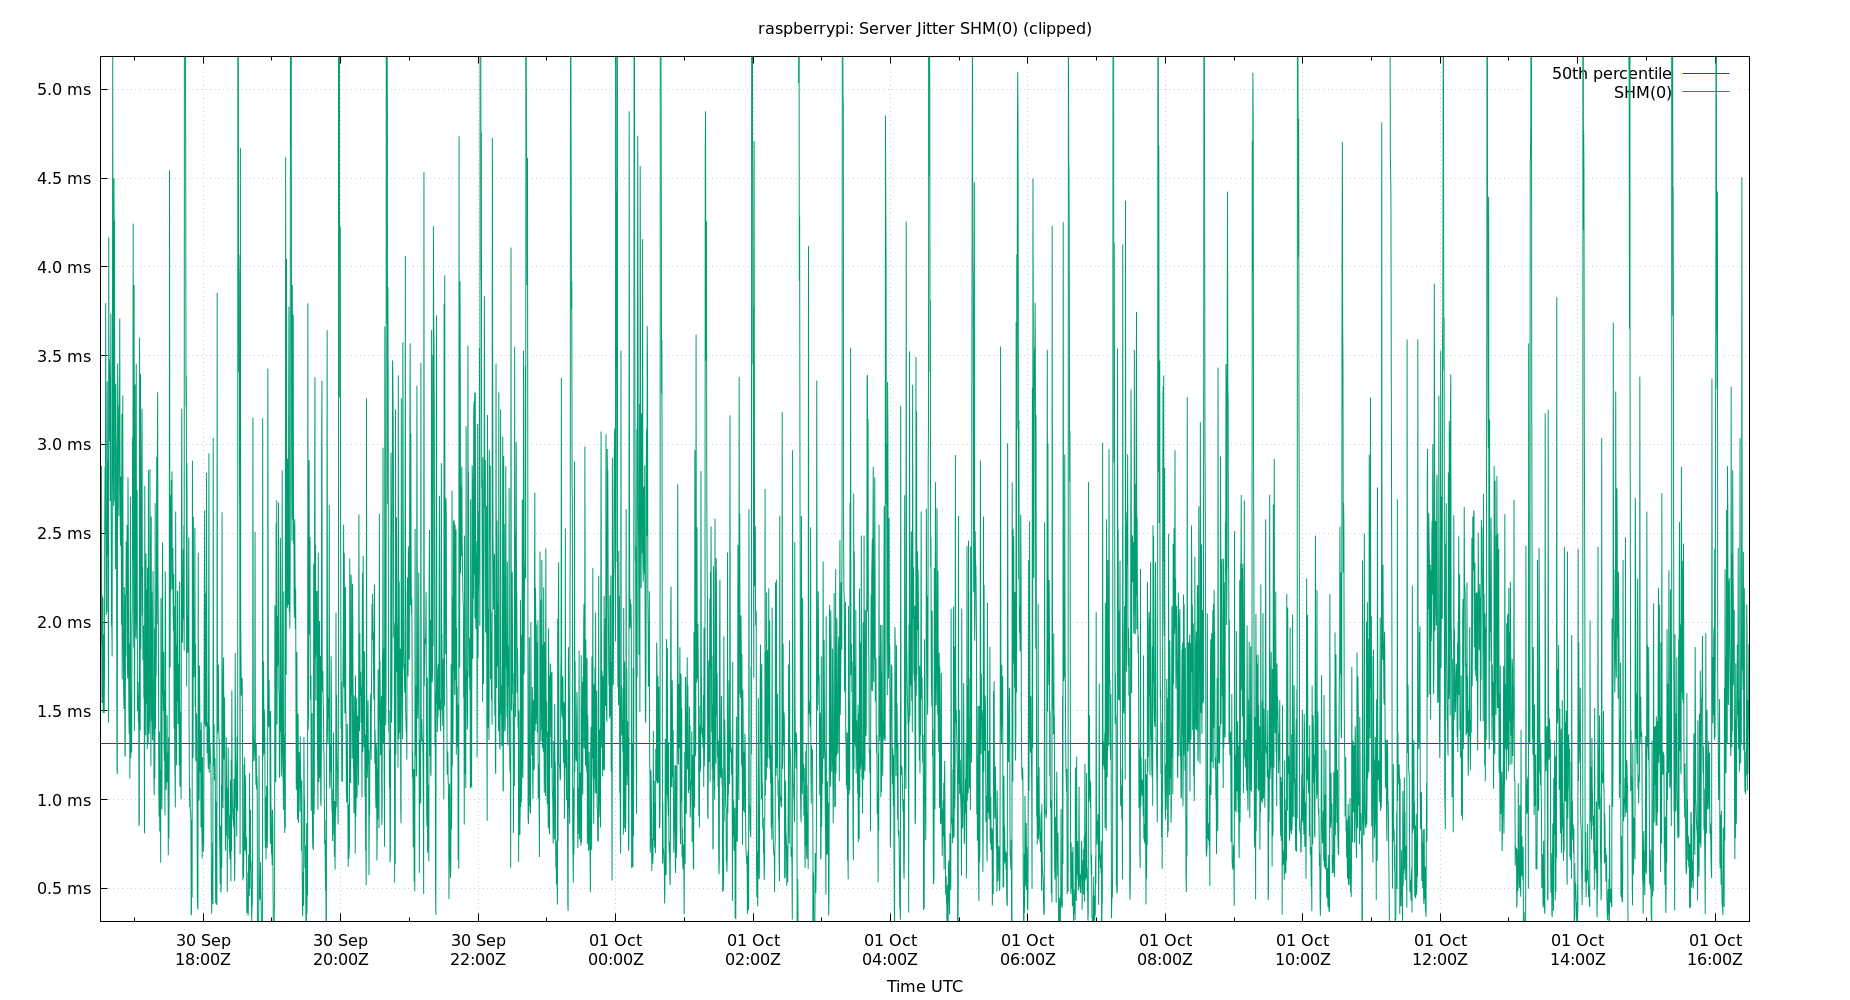 raspberrypi: Server Jitter SHM(0) (clipped)
50th percentile
SHM(0)
5.0 ms
4.5 ms
4.0 ms
3.5 ms
3.0 ms
2.5 ms
2.0 ms
1.5 ms
1.0 ms
0.5 ms
30 Sep 30 Sep 30 Sep 01 Oct 01 Oct 01 Oct 01 Oct 01 Oct 01 Oct 01 Oct 01 Oct 01 Oct
18:00Z 20:00Z 22:00Z 00:00Z 02:00Z 04:00Z 06:00Z 08:00Z 10:00Z 12:00Z 14:00Z 16:00Z
Time UTC